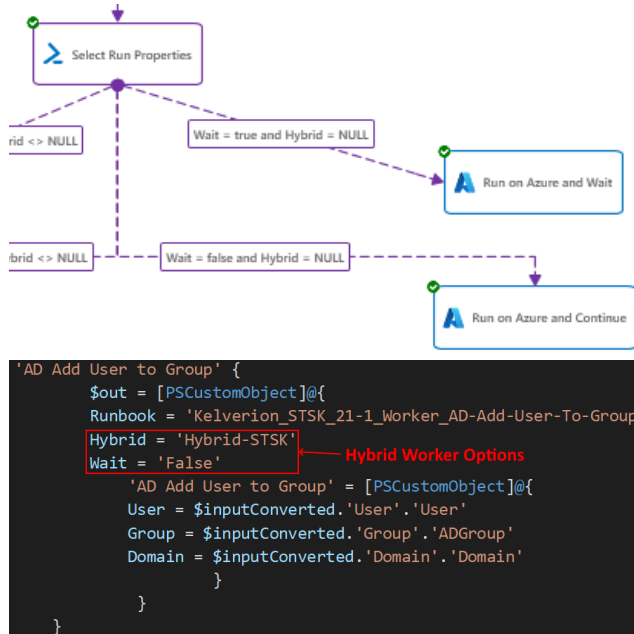 Select Run Properties
rid <> NULL
Wait = true and Hybrid = NULL
Run on Azure and Wait
brid <> NULL
Wait = false and Hybrid = NULL
Run on Azure and Continue
'AD Add User to Group' {
$out = [PSCustomObject]@{
Runbook = 'Kelverion_STSK_21-1_Worker_AD-Add-User-To-Group
Hybrid = 'Hybrid-STSK'
Hybrid Worker Options
Wait = 'False'
'AD Add User to Group' = [PSCustomObject]@{
User = $inputConverted.'User'.'User'
Group = $inputConverted.'Group'.'ADGroup'
Domain = $inputConverted.'Domain'.'Domain'
}
}
}